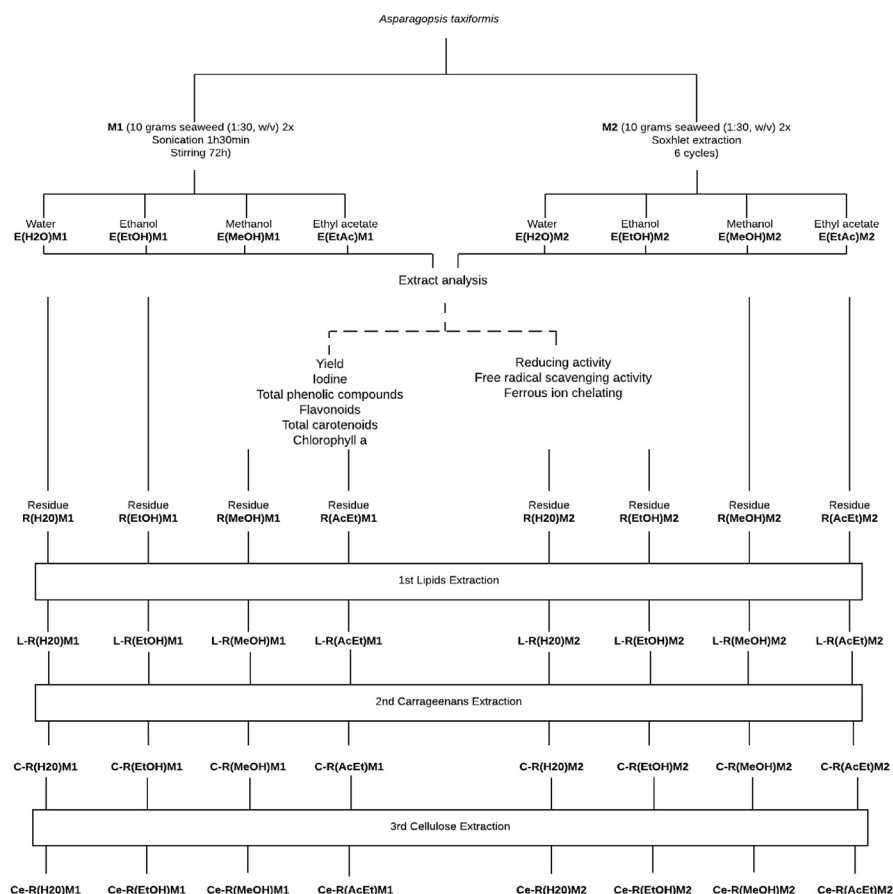 Asparagopsis taxiformis
M1 (10 grams seaweed (1:30, w/v) 2x
Sonication 1h30min
Stirring 72h)
M2 (10 grams seaweed (1:30, w/v) 2x
Soxhlet extraction
6 cycles)
Water Ethanol Methanol Ethyl acetate Water Ethanol Methanol Ethyl acetate
E(H2O)M1 E(EtOH)M1 E(MeOH)M1 E(EtAc)M1 E(H2O)M2 E(EtOH)M2 E(MeOH)M2 E(EtAc)M2
Extract analysis
Yield
Iodine
Total phenolic compounds
Flavonoids
Total carotenoids
Chlorophyll a
Reducing activity
Free radical scavenging activity
Ferrous ion chelating
Residue Residue Residue Residue Residue Residue Residue Residue
R(H20)M1 R(EtOH)M1 R(MeOH)M1 R(AcEt)M1 R(H20)M2 R(EtOH)M2 R(MeOH)M2 R(AcEt)M2
1st Lipids Extraction
L-R(H20)M1 L-R(EtOH)M1 L-R(MeOH)M1 L-R(AcEt)M1 L-R(H20)M2 L-R(EtOH)M2 L-R(MeOH)M2 L-R(AcEt)M2
2nd Carrageenans Extraction
C-R(H20)M1 C-R(EtOH)M1 C-R(MeOH)M1 C-R(AcEt)M1 C-R(H20)M2 C-R(EtOH)M2 C-R(MeOH)M2 C-R(AcEt)M2
3rd Cellulose Extraction
Ce-R(H20)M1 Ce-R(EtOH)M1 Ce-R(MeOH)M1 Ce-R(AcEt)M1 Ce-R(H20)M2 Ce-R(EtOH)M2 Ce-R(MeOH)M2 Ce-R(AcEt)M2